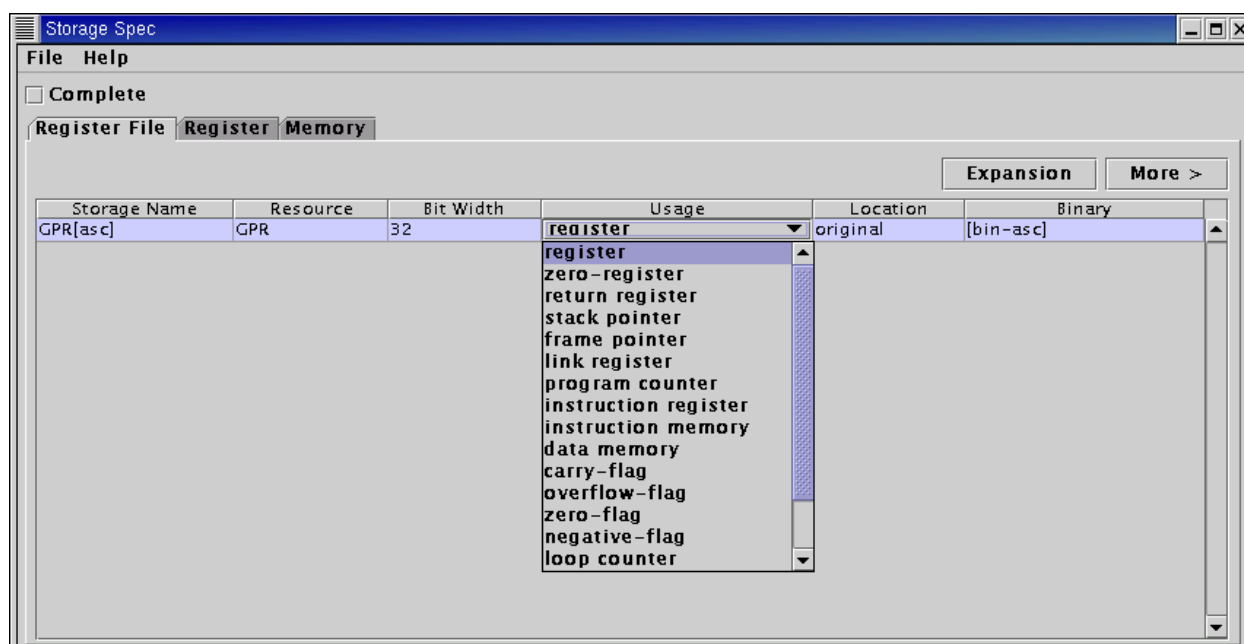 Storage Spec
File Help
Complete
Register File Register Memory
Expansion More >
Storage Name Resource Bit Width Usage Location Binary
GPR[asc] GPR 32 register original [bin-asc]
register
zero-register
return register
stack pointer
frame pointer
link register
program counter
instruction register
instruction memory
data memory
carry-flag
overflow-flag
zero-flag
negative-flag
loop counter